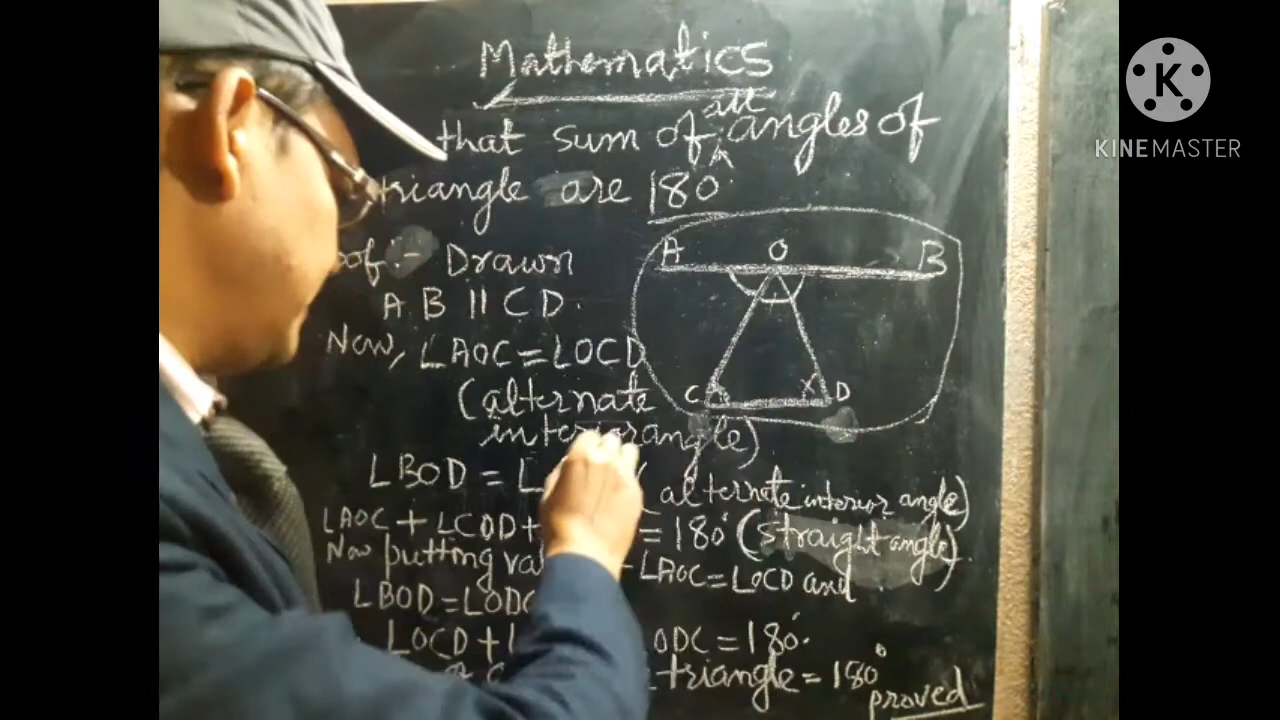 Mathematics
that sum of all angles of
triangle are 180°
Drawn
AB || CD.
Now, ∠AOC = ∠OCD
(alternate
interior angle)
∠BOD = ∠ (alternate interior angle)
∠AOC + ∠COD + = 180° (straight angle)
Now putting ∠AOC = ∠OCD and
∠BOD = ∠ODC
∠OCD + ODC = 180°.
triangle = 180°
proved
A O B
C X D
K
KINEMASTER